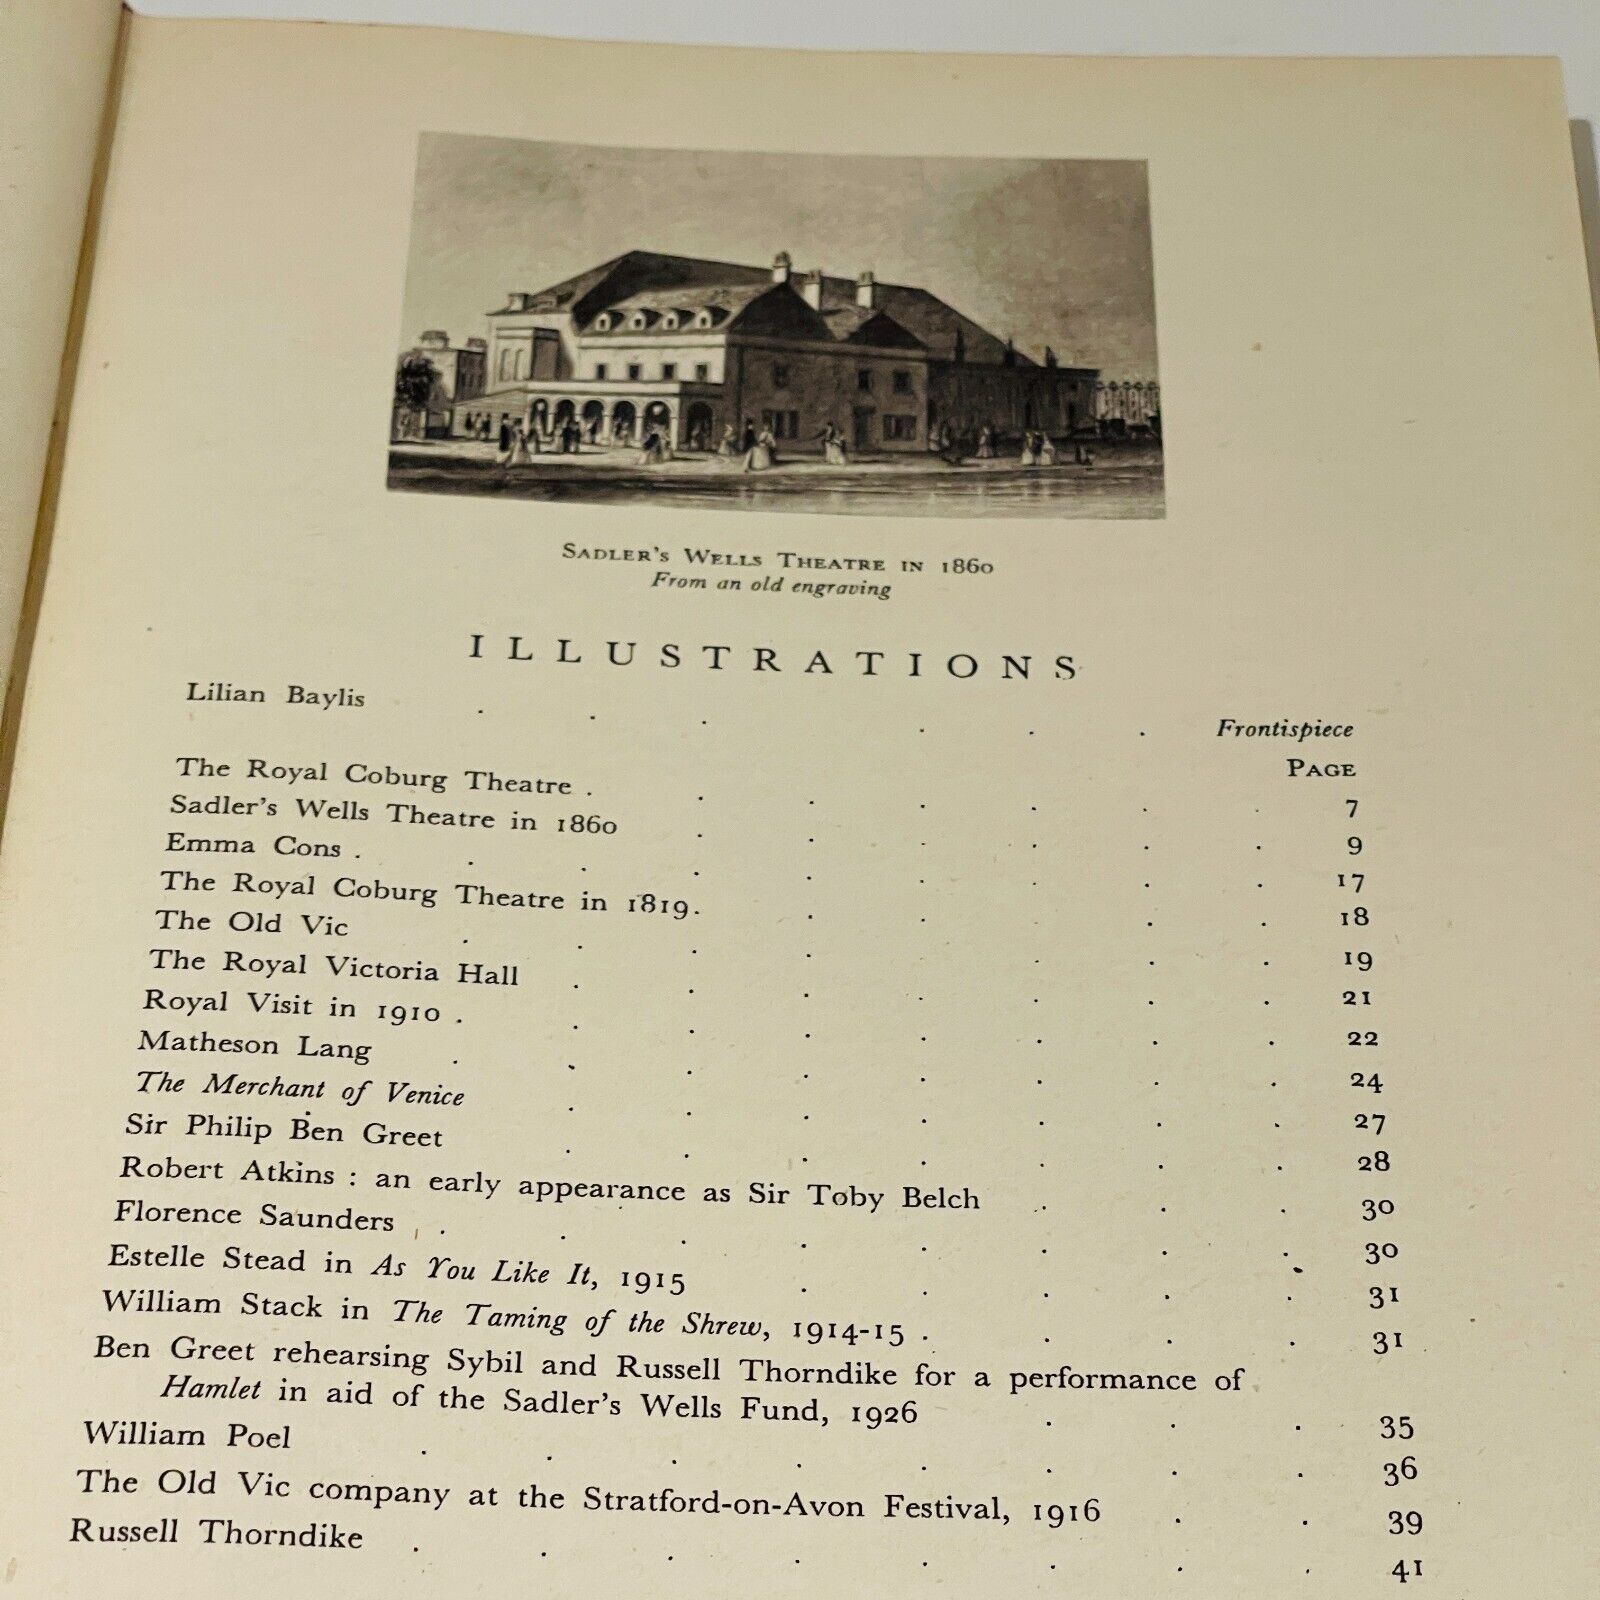 SADLER'S WELLS THEATRE IN 1860
From an old engraving
ILLUSTRATIONS
Lilian Baylis . . . . . . Frontispiece
PAGE
The Royal Coburg Theatre . . . . . . . 7
Sadler's Wells Theatre in 1860 . . . . . . 9
Emma Cons . . . . . . . . . 17
The Royal Coburg Theatre in 1819 . . . . . 18
The Old Vic . . . . . . . . 19
The Royal Victoria Hall . . . . . . . 21
Royal Visit in 1910 . . . . . . . . 22
Matheson Lang . . . . . . . . 24
The Merchant of Venice . . . . . . . 27
Sir Philip Ben Greet . . . . . . . 28
Robert Atkins : an early appearance as Sir Toby Belch . . . 30
Florence Saunders . . . . . . . . 30
Estelle Stead in As You Like It, 1915 . . . . . 31
William Stack in The Taming of the Shrew, 1914-15 . . . . 31
Ben Greet rehearsing Sybil and Russell Thorndike for a performance of
Hamlet in aid of the Sadler's Wells Fund, 1926 . . . 35
William Poel . . . . . . . . 36
The Old Vic company at the Stratford-on-Avon Festival, 1916 . . 39
Russell Thorndike . . . . . . . . 41